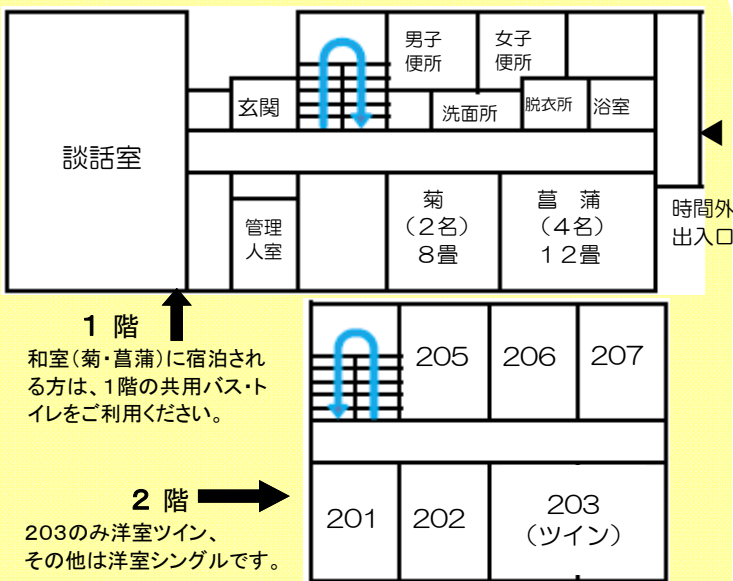 男子
便所
女子
便所
玄関
洗面所
脱衣所
浴室
談話室
管理
人室
菊
(2名)
8畳
菖 蒲
(4名)
12畳
時間外
出入口
1 階
和室(菊・菖蒲)に宿泊され
る方は、1階の共用バス・ト
イレをご利用ください。
205
206
207
201
202
203
(ツイン)
2 階
203のみ洋室ツイン、
その他は洋室シングルです。